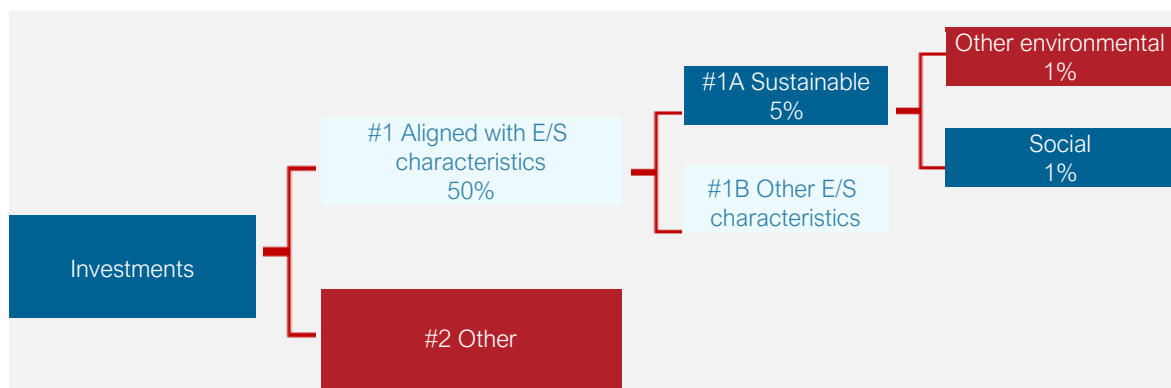 Investments
#1 Aligned with E/S
characteristics
50%
#2 Other
#1A Sustainable
5%
#1B Other E/S
characteristics
Other environmental
1%
Social
1%